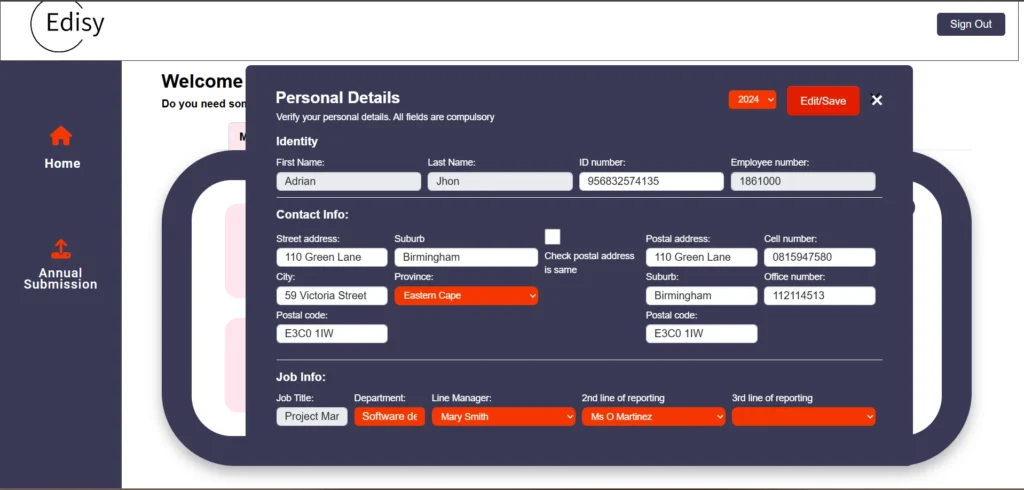 Edisy
Sign Out
Welcome
Do you need son
M
Home
Annual
Submission
Personal Details
2024
Edit/Save
Verify your personal details. All fields are compulsory
Identity
First Name: Last Name: ID number: Employee number:
Adrian Jhon 956832574135 1861000
Contact Info:
Street address: Suburb Postal address: Cell number:
110 Green Lane Birmingham Check postal address 110 Green Lane 0815947580
is same
City: Province: Suburb: Office number:
59 Victoria Street Eastern Cape Birmingham 112114513
Postal code: Postal code:
E3C0 1IW E3C0 1IW
Job Info:
Job Title: Department: Line Manager: 2nd line of reporting 3rd line of reporting
Project Mar Software de Mary Smith Ms O Martinez